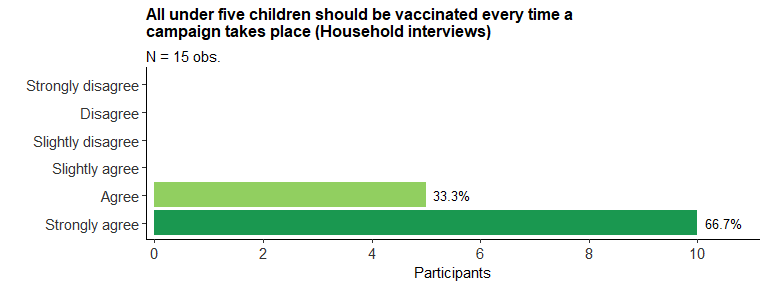 All under five children should be vaccinated every time a
campaign takes place (Household interviews)
N = 15 obs.
Strongly disagree
Disagree
Slightly disagree
Slightly agree
Agree
33.3%
Strongly agree
66.7%
0 2 4 6 8 10
Participants